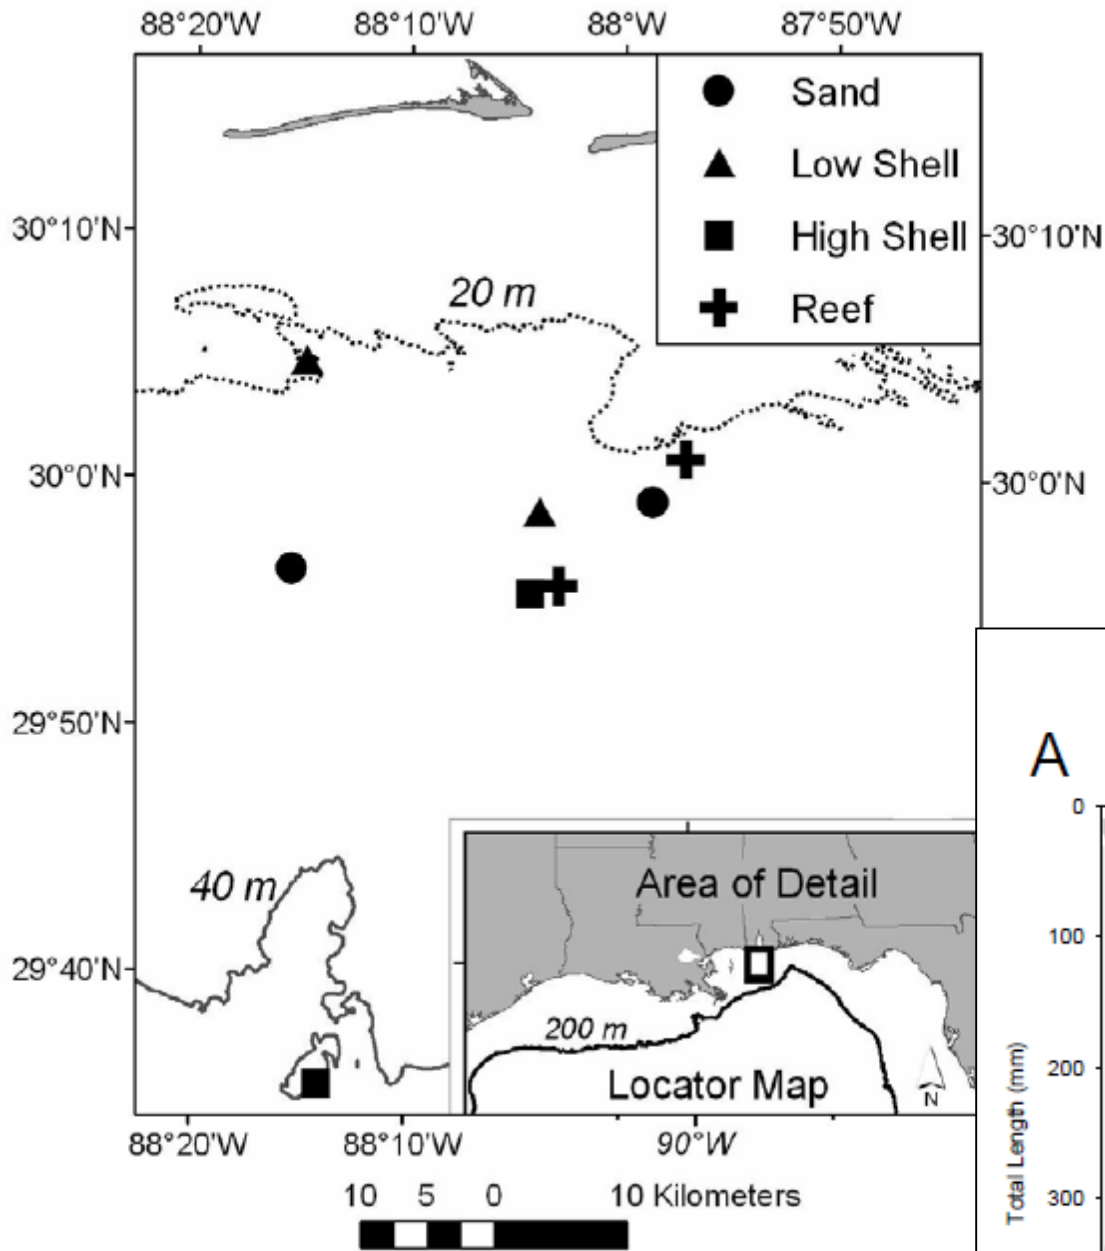 88°20'W 88°10'W 88°0'W 87°50'W
Sand
Low Shell
High Shell
Reef
30°10'N 30°10'N
20 m
30°0'N 30°0'N
29°50'N
A
0
100
200
300
Total Length (mm)
40 m
29°40'N
Area of Detail
200 m
Locator Map
N
88°20'W 88°10'W 90°W
10 5 0 10 Kilometers